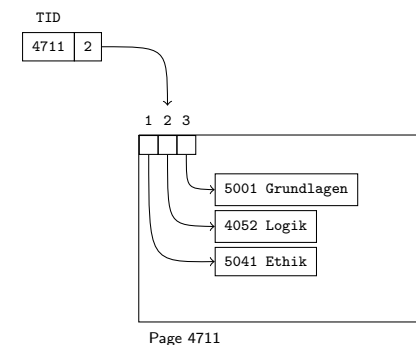 TID
4711 2
1 2 3
5001 Grundlagen
4052 Logik
5041 Ethik
Page 4711